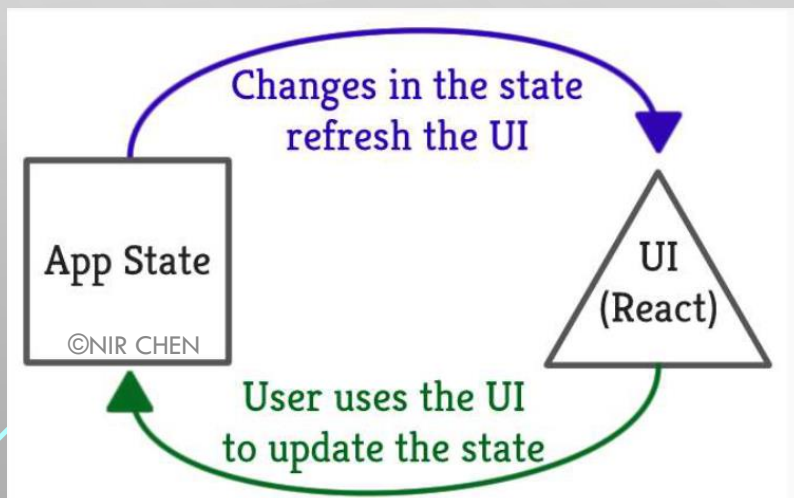 Changes in the state
refresh the UI
App State
©NIR CHEN
UI
(React)
User uses the UI
to update the state